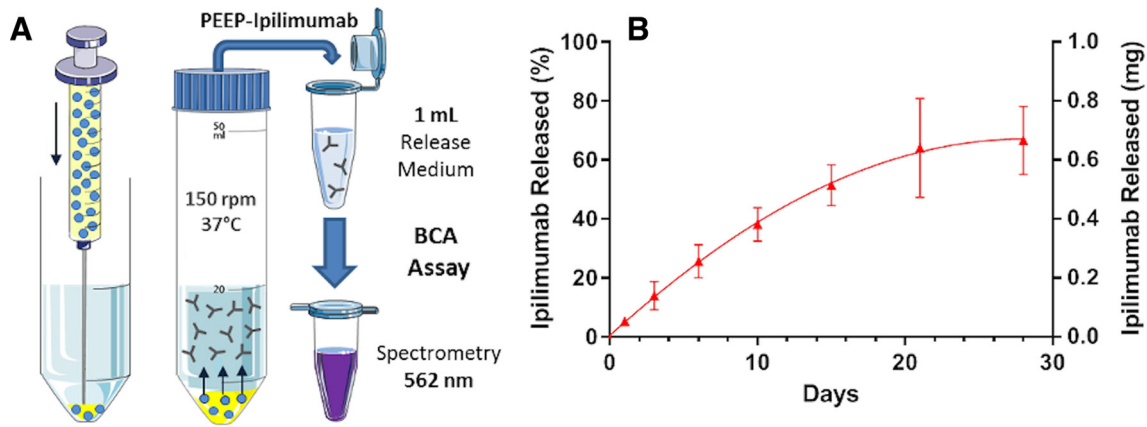 A
PEEP-Ipilimumab
50
ml
150 rpm
37°C
20
1 mL
Release
Medium
BCA
Assay
Spectrometry
562 nm
B
Ipilimumab Released (%)
100
80
60
40
20
0
0
10
20
30
Days
1.0
0.8
0.6
0.4
0.2
0.0
Ipilimumab Released (mg)